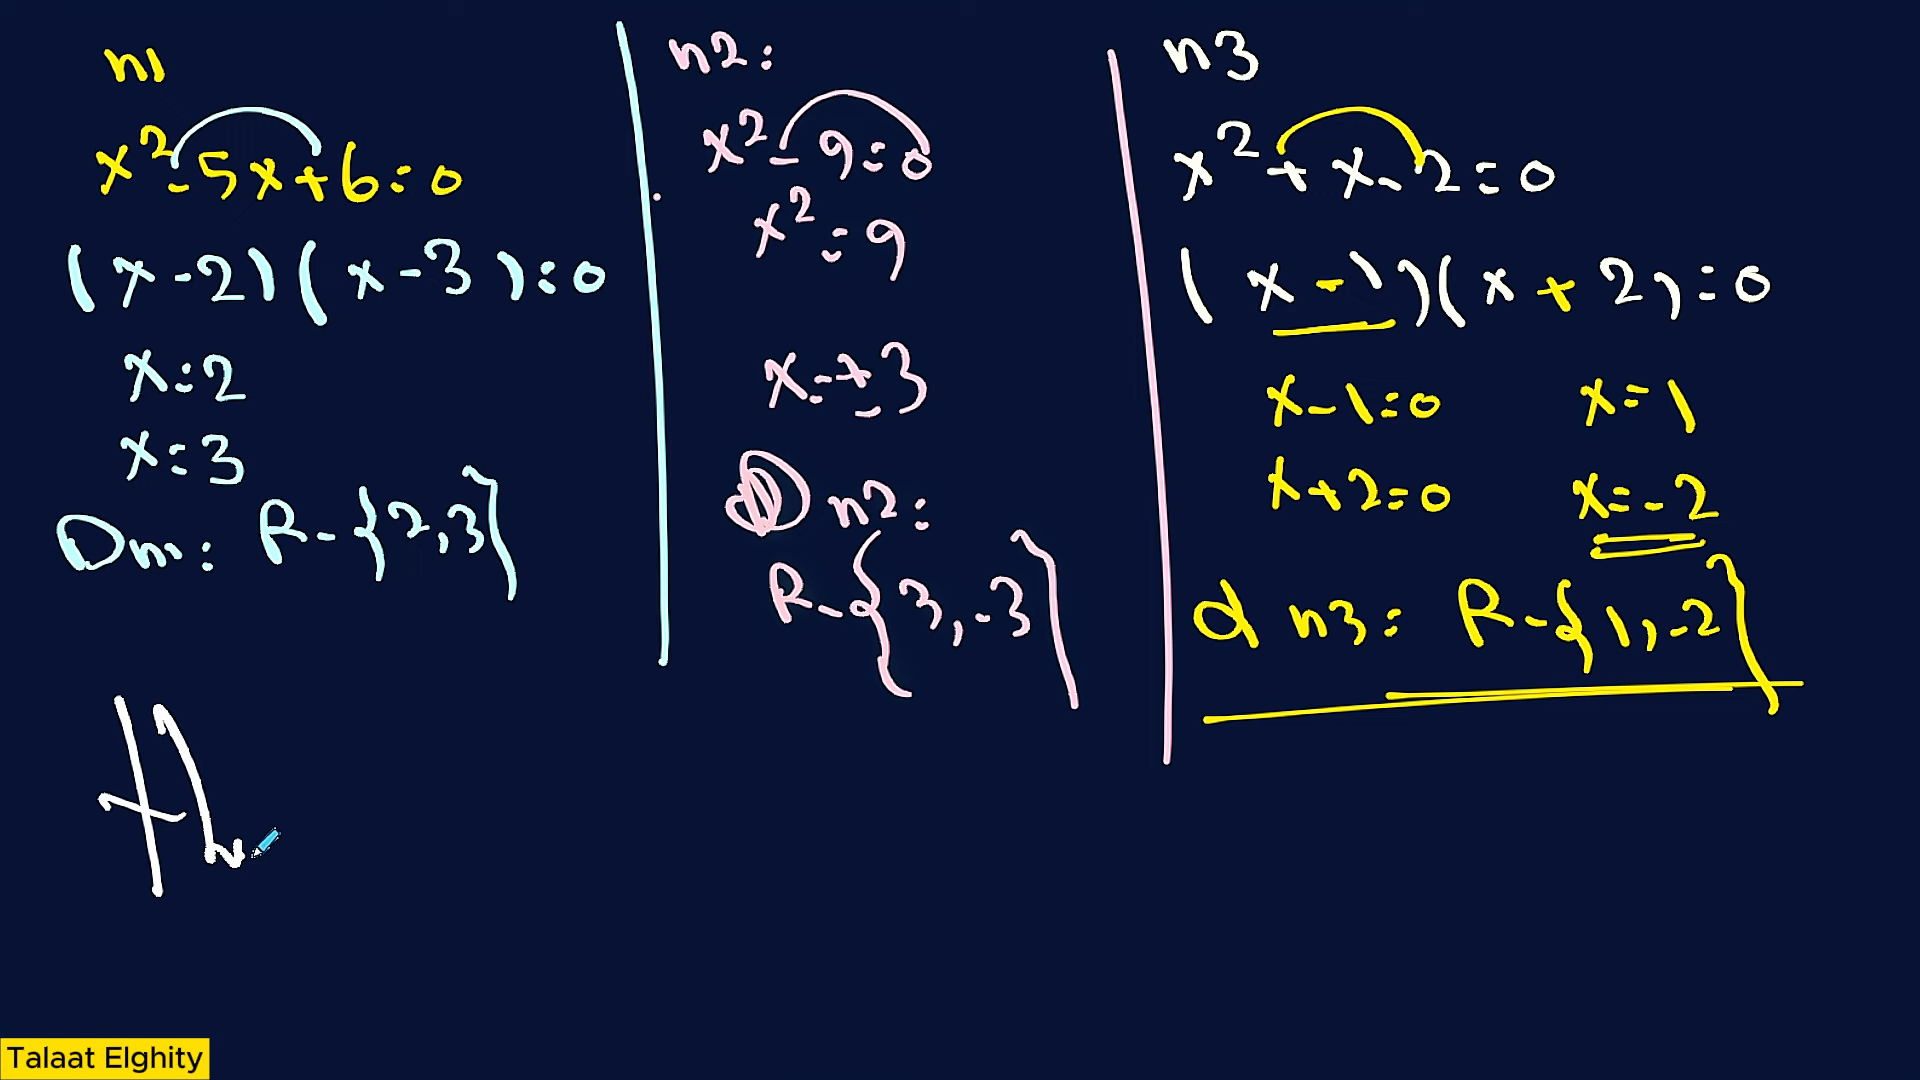 n1
x²-5x+6=0
(x-2)(x-3)=0
x=2
x=3
Dn1: R-{2,3}
n2:
x²-9=0
x²=9
x=±3
n2:
R-{3,-3}
n3
x²+x-2=0
(x-1)(x+2)=0
x-1=0 x=1
x+2=0 x=-2
d n3= R-{1,-2}
Talaat Elghity